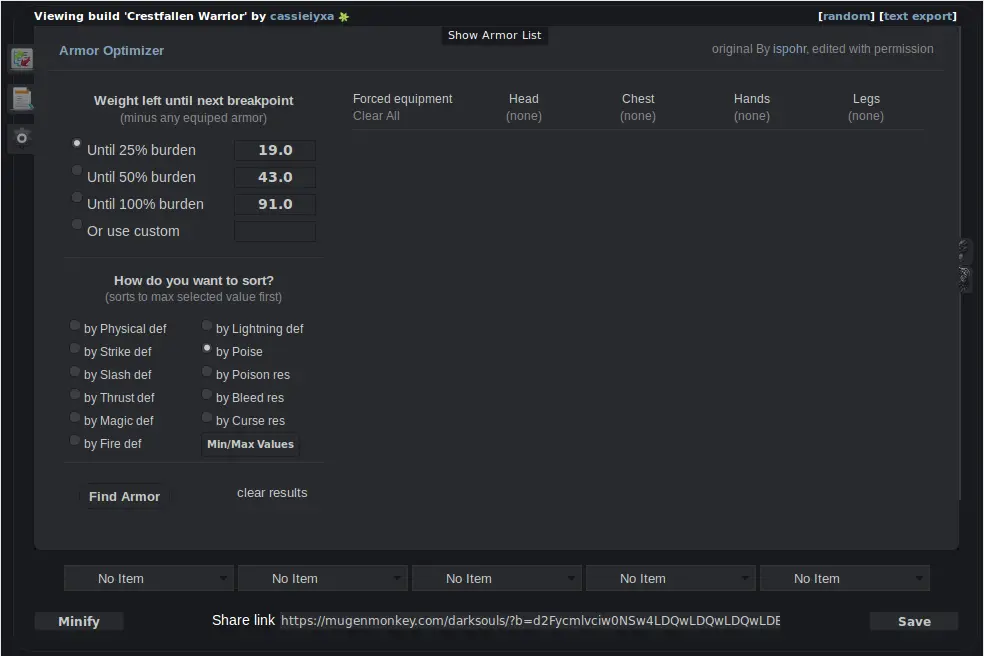 Viewing build 'Crestfallen Warrior' by cassieiyxa
[random] [text export]
Show Armor List
Armor Optimizer
original By ispohr, edited with permission
Weight left until next breakpoint
(minus any equiped armor)
Until 25% burden 19.0
Until 50% burden 43.0
Until 100% burden 91.0
Or use custom
Forced equipment Head Chest Hands Legs
Clear All (none) (none) (none) (none)
How do you want to sort?
(sorts to max selected value first)
by Physical def by Lightning def
by Strike def by Poise
by Slash def by Poison res
by Thrust def by Bleed res
by Magic def by Curse res
by Fire def Min/Max Values
Find Armor clear results
No Item No Item No Item No Item No Item
Minify Share link https://mugenmonkey.com/darksouls/?b=d2Fycmlvciw0NSw4LDQwLDQwLDQwLDE Save